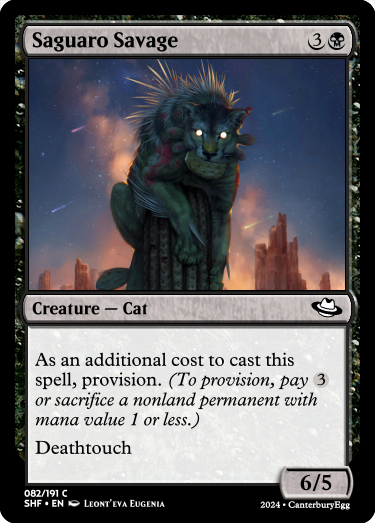 Saguaro Savage 3
Creature — Cat
As an additional cost to cast this
spell, provision. (To provision, pay 3
or sacrifice a nonland permanent with
mana value 1 or less.)
Deathtouch
6/5
082/191 C
SHF • EN LEONT'EVA EUGENIA
2024 • CanterburyEgg